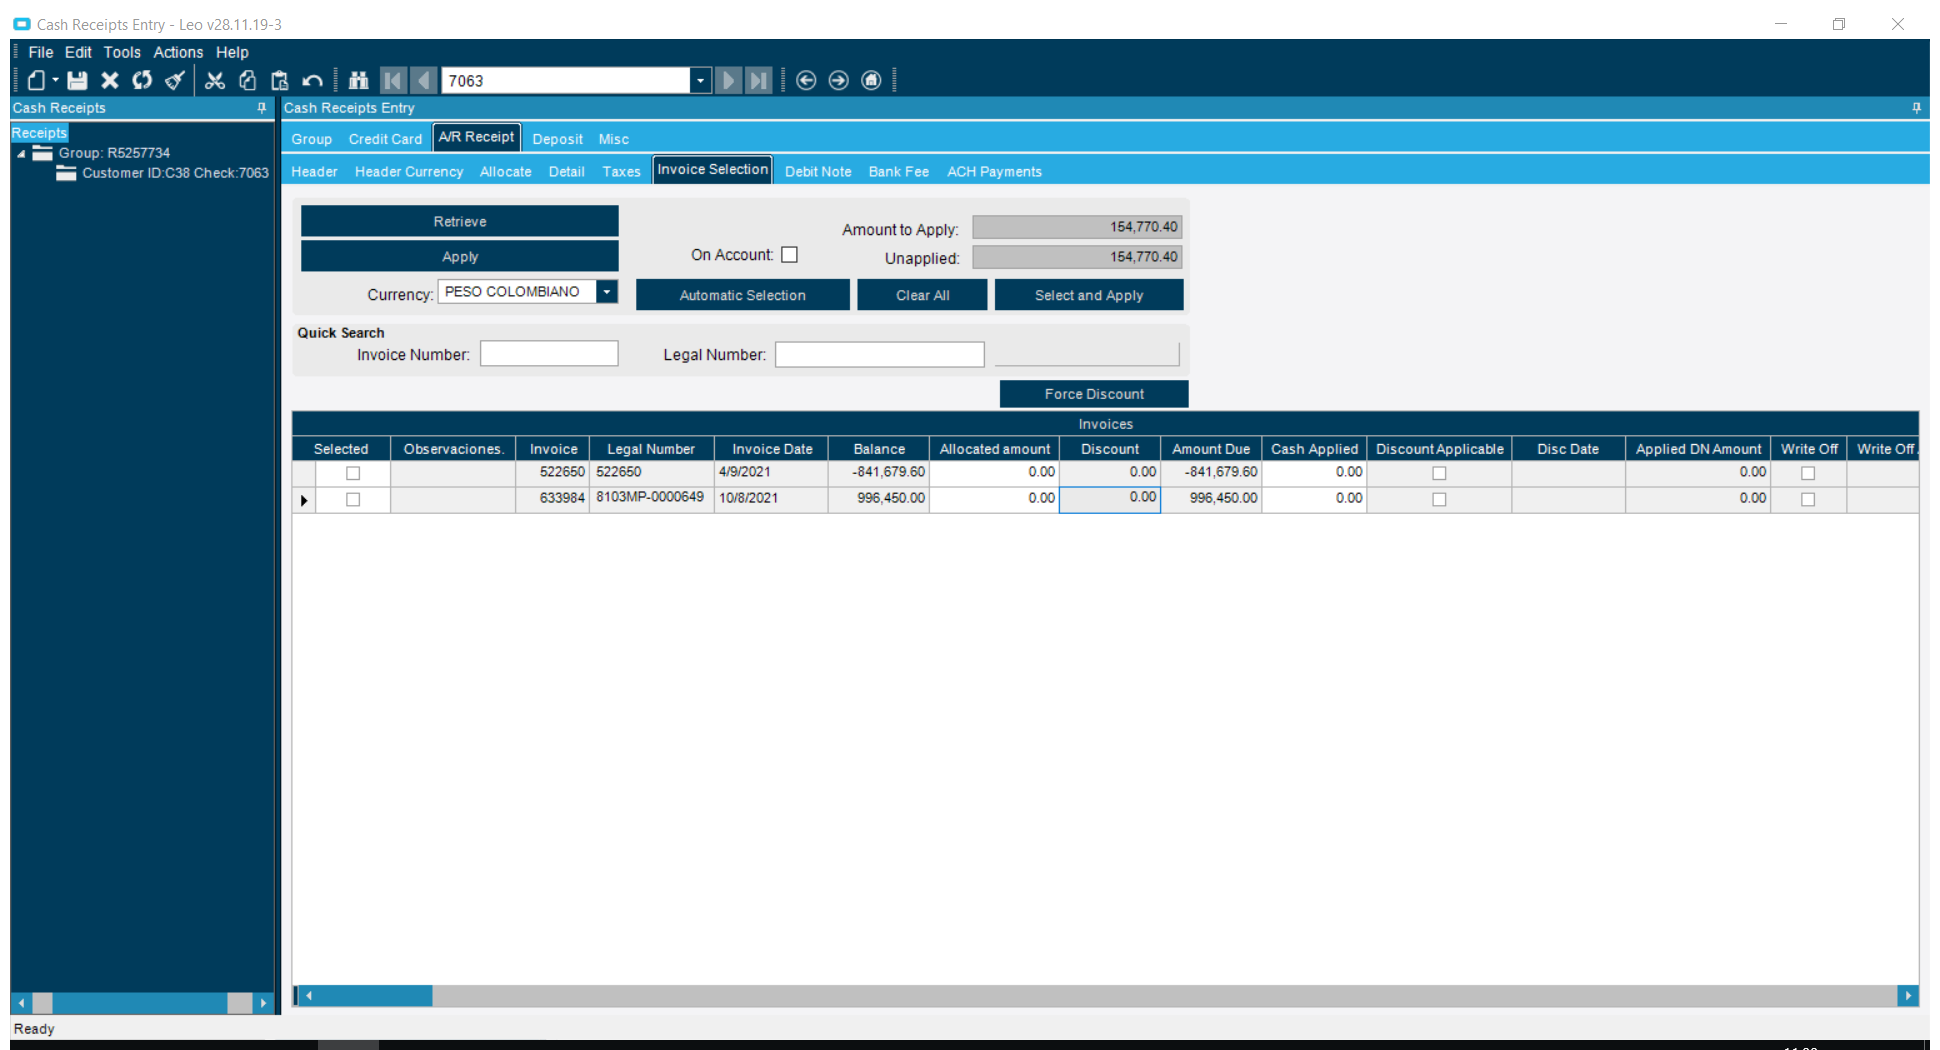 Cash Receipts Entry - Leo v28.11.19-3
File Edit Tools Actions Help
7063
Cash Receipts
Cash Receipts Entry
Receipts
Group: R5257734
Customer ID:C38 Check:7063
Group Credit Card A/R Receipt Deposit Misc
Header Header Currency Allocate Detail Taxes Invoice Selection Debit Note Bank Fee ACH Payments
Retrieve
Amount to Apply: 154,770.40
Apply
On Account:
Unapplied: 154,770.40
Currency: PESO COLOMBIANO
Automatic Selection Clear All Select and Apply
Quick Search
Invoice Number: Legal Number:
Force Discount
Invoices
Selected Observaciones. Invoice Legal Number Invoice Date Balance Allocated amount Discount Amount Due Cash Applied Discount Applicable Disc Date Applied DN Amount Write Off Write Off
522650 522650 4/9/2021 -841,679.60 0.00 0.00 -841,679.60 0.00 0.00
633984 8103MP-0000649 10/8/2021 996,450.00 0.00 0.00 996,450.00 0.00 0.00
Ready